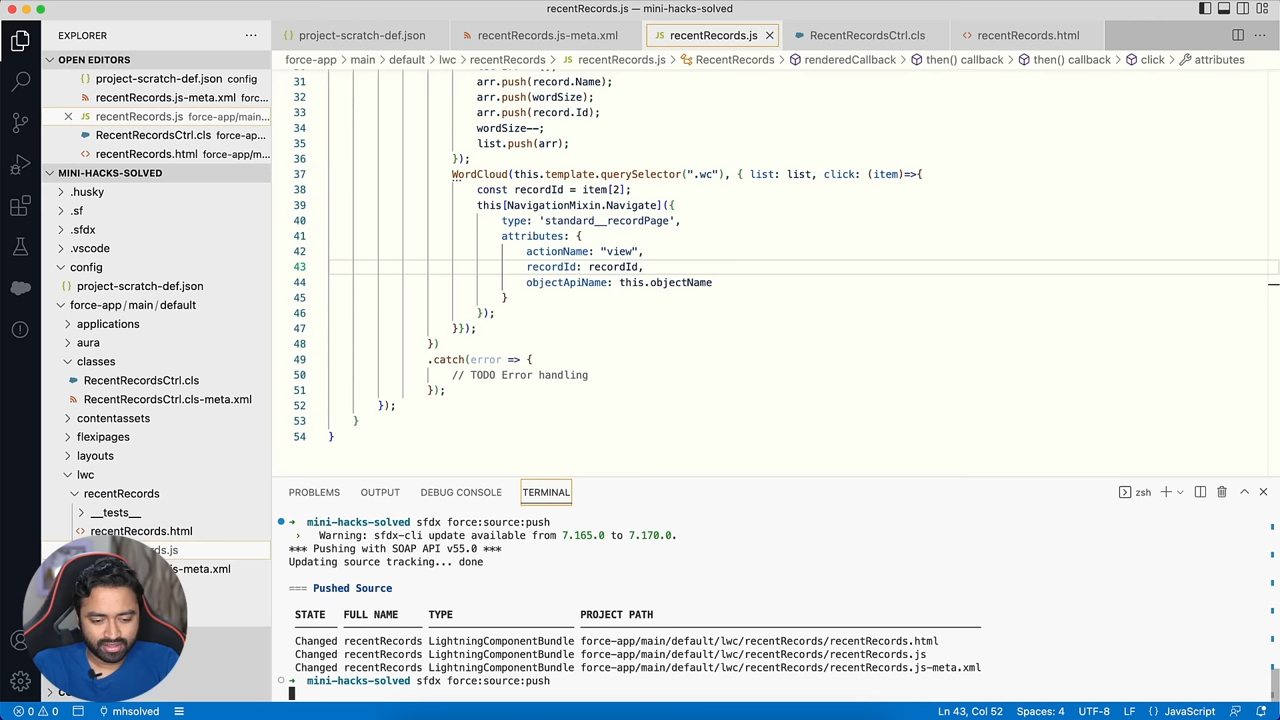 recentRecords.js — mini-hacks-solved
EXPLORER
OPEN EDITORS
project-scratch-def.json config
recentRecords.js-meta.xml forc...
recentRecords.js force-app/main...
RecentRecordsCtrl.cls force-ap...
recentRecords.html force-app/m...
MINI-HACKS-SOLVED
.husky
.sf
.sfdx
.vscode
config
project-scratch-def.json
force-app/main/default
applications
aura
classes
RecentRecordsCtrl.cls
RecentRecordsCtrl.cls-meta.xml
contentassets
flexipages
layouts
lwc
recentRecords
__tests__
recentRecords.html
project-scratch-def.json
recentRecords.js-meta.xml
recentRecords.js
RecentRecordsCtrl.cls
recentRecords.html
force-app > main > default > lwc > recentRecords > recentRecords.js > RecentRecords > renderedCallback > then() callback > then() callback > click > attributes
31 arr.push(record.Name);
32 arr.push(wordSize);
33 arr.push(record.Id);
34 wordSize--;
35 list.push(arr);
36 });
37 WordCloud(this.template.querySelector(".wc"), { list: list, click: (item)=>{
38 const recordId = item[2];
39 this[NavigationMixin.Navigate]({
40 type: 'standard__recordPage',
41 attributes: {
42 actionName: "view",
43 recordId: recordId,
44 objectApiName: this.objectName
45 }
46 });
47 }});
48 })
49 .catch(error => {
50 // TODO Error handling
51 });
52 });
53 }
54 }
PROBLEMS OUTPUT DEBUG CONSOLE TERMINAL
zsh
➜ mini-hacks-solved sfdx force:source:push
› Warning: sfdx-cli update available from 7.165.0 to 7.170.0.
*** Pushing with SOAP API v55.0 ***
Updating source tracking... done
=== Pushed Source
STATE FULL NAME TYPE PROJECT PATH
Changed recentRecords LightningComponentBundle force-app/main/default/lwc/recentRecords/recentRecords.html
Changed recentRecords LightningComponentBundle force-app/main/default/lwc/recentRecords/recentRecords.js
Changed recentRecords LightningComponentBundle force-app/main/default/lwc/recentRecords/recentRecords.js-meta.xml
➜ mini-hacks-solved sfdx force:source:push
0 0 mhsolved
Ln 43, Col 52 Spaces: 4 UTF-8 LF {} JavaScript